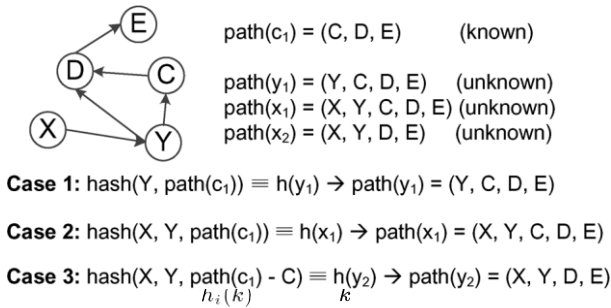 E
path(c₁) = (C, D, E) (known)
D C
path(y₁) = (Y, C, D, E) (unknown)
path(x₁) = (X, Y, C, D, E) (unknown)
X Y
path(x₂) = (X, Y, D, E) (unknown)
Case 1: hash(Y, path(c₁)) ≡ h(y₁) → path(y₁) = (Y, C, D, E)
Case 2: hash(X, Y, path(c₁)) ≡ h(x₁) → path(x₁) = (X, Y, C, D, E)
Case 3: hash(X, Y, path(c₁) - C) ≡ h(y₂) → path(y₂) = (X, Y, D, E)
hᵢ(k) k